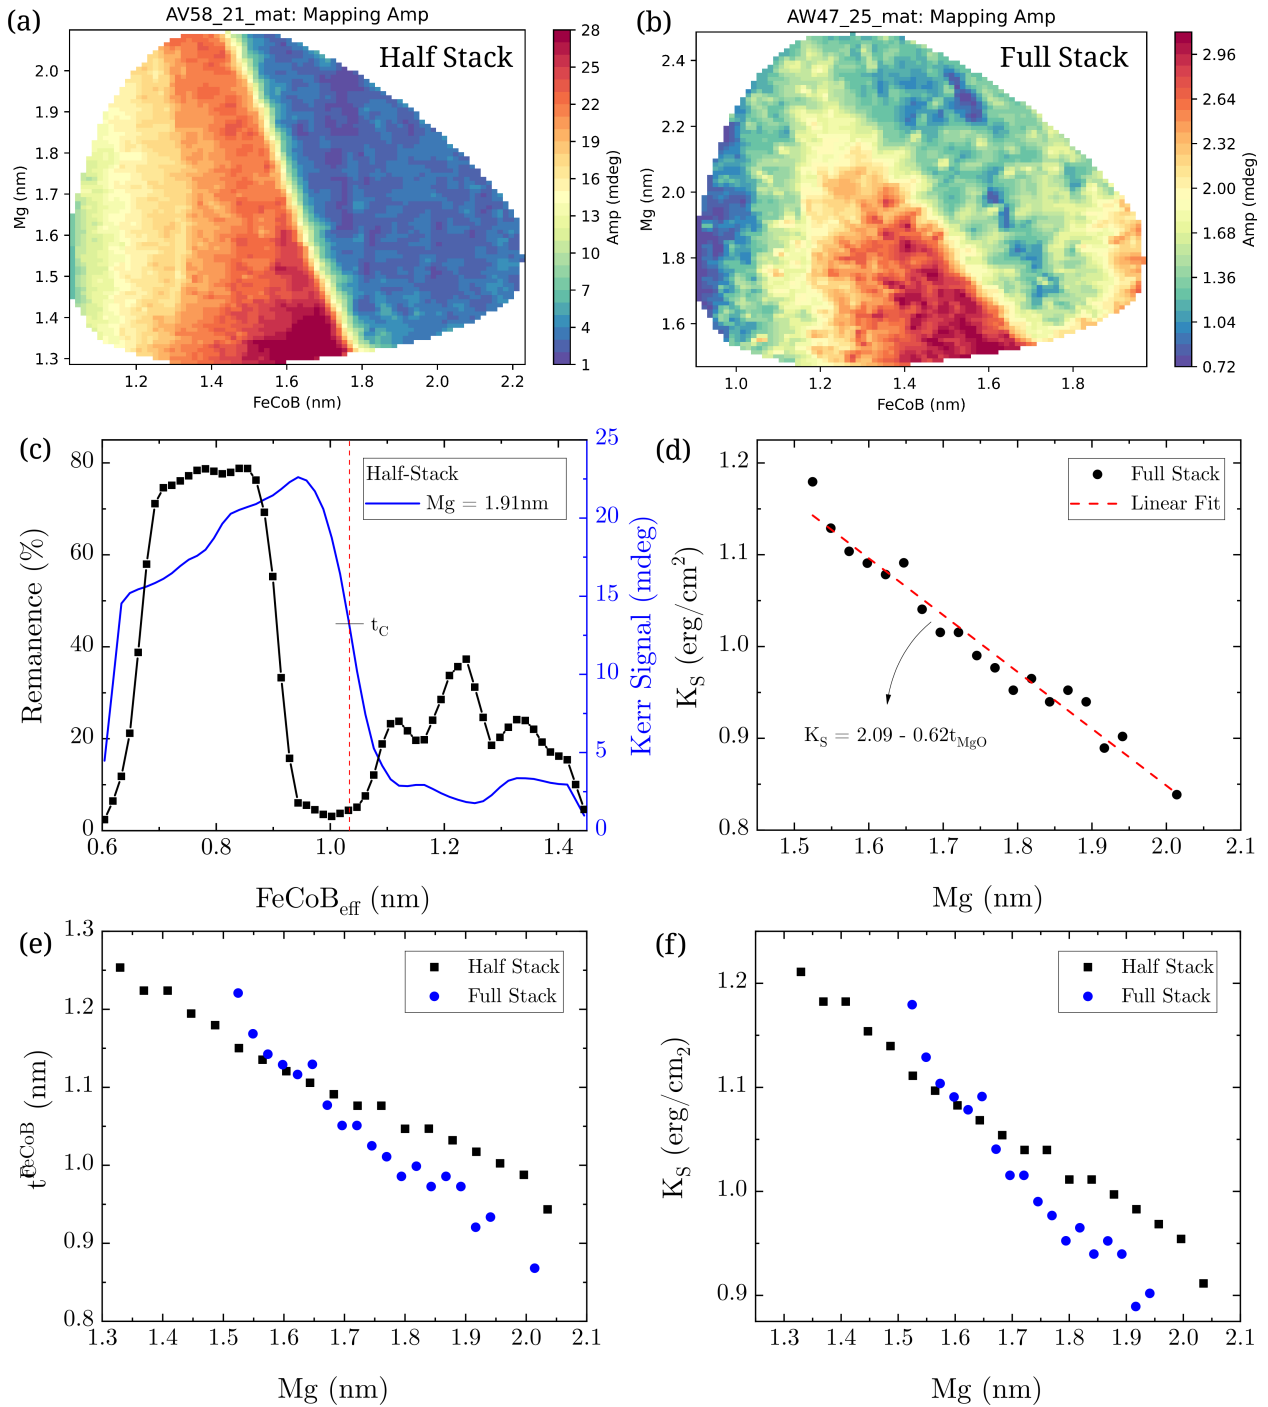 (a)
AV58_21_mat: Mapping Amp
Half Stack
2.0
1.9
1.8
1.7
1.6
1.5
1.4
1.3
Mg (nm)
1.2 1.4 1.6 1.8 2.0 2.2
FeCoB (nm)
28
25
22
19
16
13
10
7
4
1
Amp (mdeg)
(b)
AW47_25_mat: Mapping Amp
Full Stack
2.4
2.2
2.0
1.8
1.6
Mg (nm)
1.0 1.2 1.4 1.6 1.8
FeCoB (nm)
2.96
2.64
2.32
2.00
1.68
1.36
1.04
0.72
Amp (mdeg)
(c)
80
60
40
20
0
Remanence (%)
Half-Stack
Mg = 1.91nm
t_C
25
20
15
10
5
0
Kerr Signal (mdeg)
0.6 0.8 1.0 1.2 1.4
FeCoB_eff (nm)
(d)
1.2
1.1
1.0
0.9
0.8
K_S (erg/cm^2)
Full Stack
Linear Fit
K_S = 2.09 - 0.62t_MgO
1.5 1.6 1.7 1.8 1.9 2.0 2.1
Mg (nm)
(e)
1.3
1.2
1.1
1.0
0.9
0.8
(nm)
Half Stack
Full Stack
1.3 1.4 1.5 1.6 1.7 1.8 1.9 2.0 2.1
Mg (nm)
(f)
1.2
1.1
1.0
0.9
K_S (erg/cm_2)
Half Stack
Full Stack
1.3 1.4 1.5 1.6 1.7 1.8 1.9 2.0 2.1
Mg (nm)